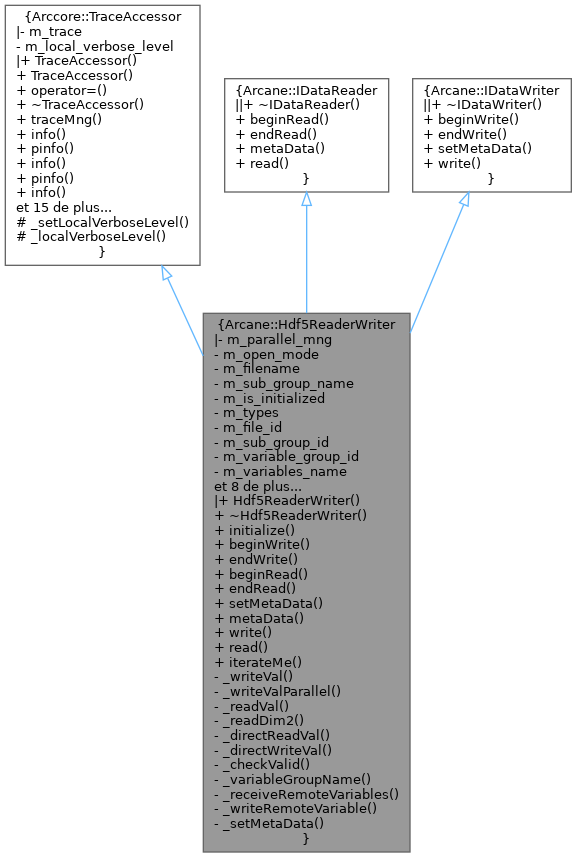 {Arccore::TraceAccessor
|- m_trace
- m_local_verbose_level
|+ TraceAccessor()
+ TraceAccessor()
+ operator=()
+ ~TraceAccessor()
+ traceMng()
+ info()
+ pinfo()
+ info()
+ pinfo()
+ info()
et 15 de plus...
# _setLocalVerboseLevel()
# _localVerboseLevel()
}
{Arcane::IDataReader
||+ ~IDataReader()
+ beginRead()
+ endRead()
+ metaData()
+ read()
}
{Arcane::IDataWriter
||+ ~IDataWriter()
+ beginWrite()
+ endWrite()
+ setMetaData()
+ write()
}
{Arcane::Hdf5ReaderWriter
|- m_parallel_mng
- m_open_mode
- m_filename
- m_sub_group_name
- m_is_initialized
- m_types
- m_file_id
- m_sub_group_id
- m_variable_group_id
- m_variables_name
et 8 de plus...
|+ Hdf5ReaderWriter()
+ ~Hdf5ReaderWriter()
+ initialize()
+ beginWrite()
+ endWrite()
+ beginRead()
+ endRead()
+ setMetaData()
+ metaData()
+ write()
+ read()
+ iterateMe()
- _writeVal()
- _writeValParallel()
- _readVal()
- _readDim2()
- _directReadVal()
- _directWriteVal()
- _checkValid()
- _variableGroupName()
- _receiveRemoteVariables()
- _writeRemoteVariable()
- _setMetaData()
}